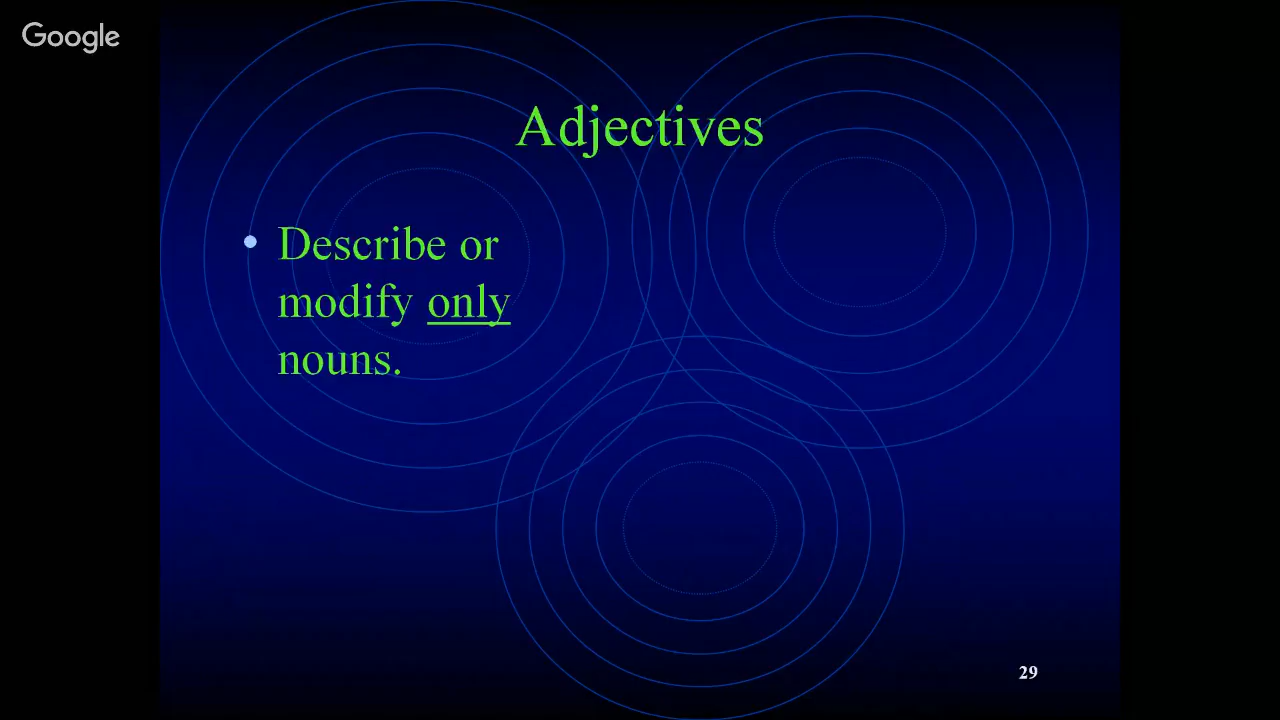 Google
Adjectives
• Describe or
modify only
nouns.
29